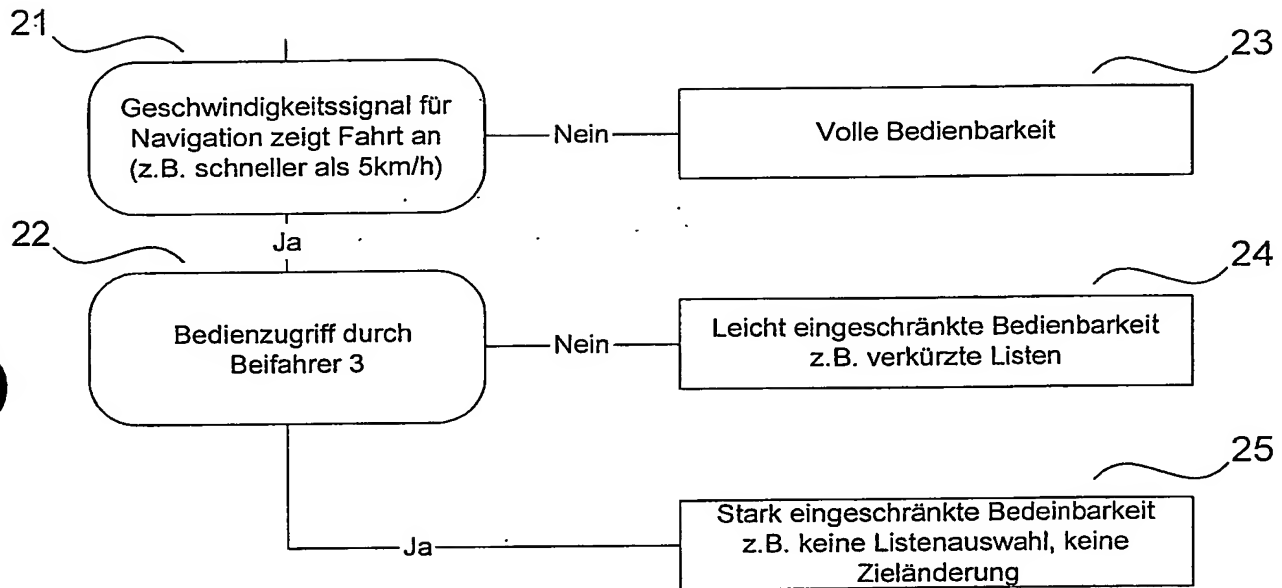 21
Geschwindigkeitssignal für
Navigation zeigt Fahrt an
(z.B. schneller als 5km/h)
Nein
23
Volle Bedienbarkeit
Ja
22
Bedienzugriff durch
Beifahrer 3
Nein
24
Leicht eingeschränkte Bedienbarkeit
z.B. verkürzte Listen
Ja
25
Stark eingeschränkte Bedeinbarkeit
z.B. keine Listenauswahl, keine
Zieländerung